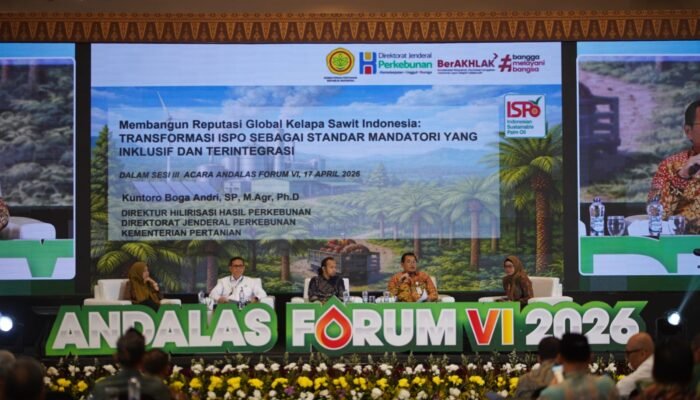 Direktorat Jenderal
Perkebunan
BerAKHLAK
#bangga
melayani
bangsa
Membangun Reputasi Global Kelapa Sawit Indonesia:
TRANSFORMASI ISPO SEBAGAI STANDAR MANDATORI YANG
INKLUSIF DAN TERINTEGRASI
ISPO
Indonesian
Sustainable
Palm Oil
DALAM SESI III ACARA ANDALAS FORUM VI, 17 APRIL 2026
Kuntoro Boga Andri, SP, M.Agr, Ph.D
DIREKTUR HILIRISASI HASIL PERKEBUNAN
DIREKTORAT JENDERAL PERKEBUNAN
KEMENTERIAN PERTANIAN
ANDALAS FORUM VI 2026